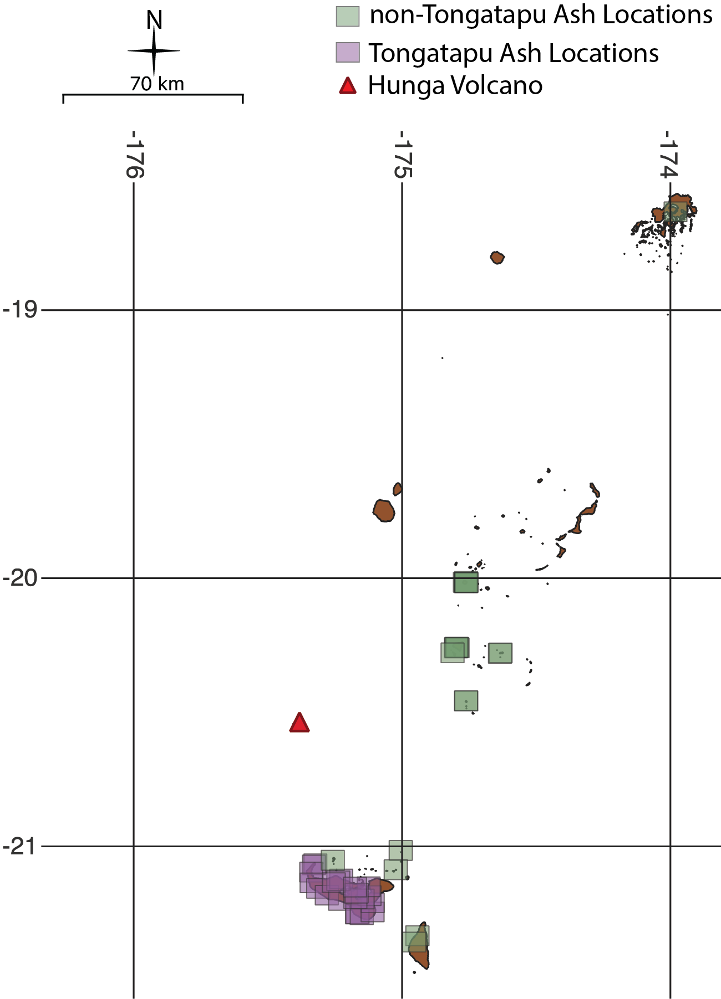 non-Tongatapu Ash Locations
N
Tongatapu Ash Locations
70 km
Hunga Volcano
-176
-175
-174
-19
-20
-21